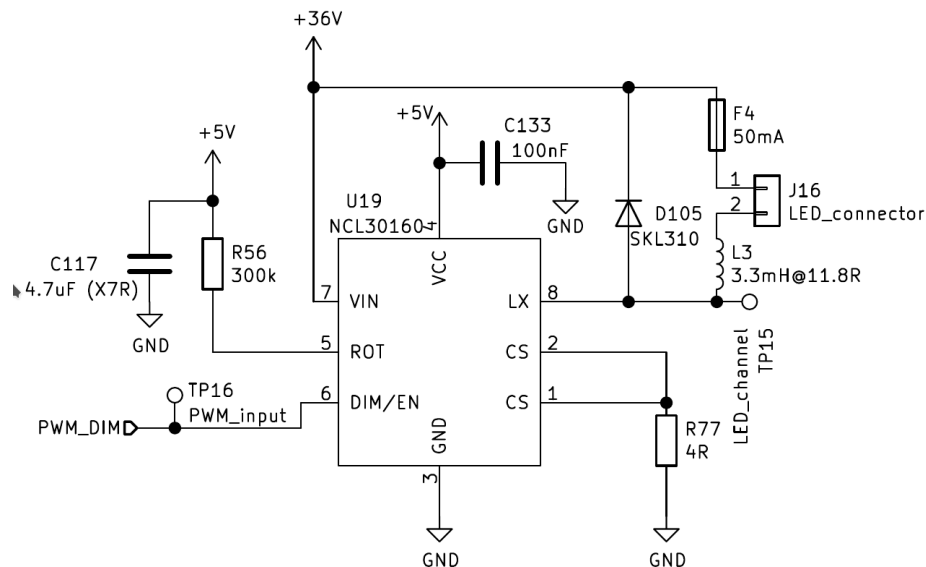 +36V
+5V
C133
100nF
F4
50mA
+5V
1
J16
2
LED_connector
U19
NCL30160
4
GND
D105
SKL310
R56
300k
C117
4.7uF (X7R)
VCC
L3
3.3mH@11.8R
7
VIN
LX
8
GND
5
ROT
CS
2
TP15
LED_channel
TP16
PWM_input
6
DIM/EN
CS
1
PWM_DIM
GND
R77
4R
3
GND
GND